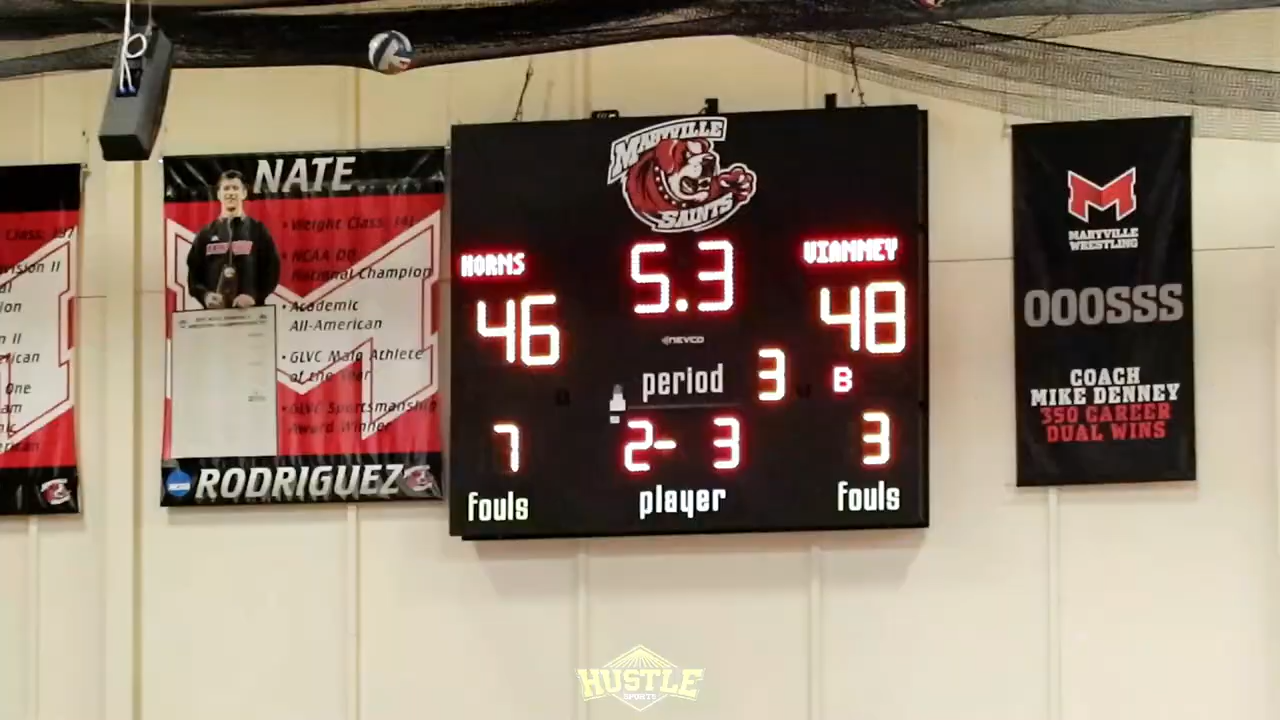 NATE
• Weight Class: 141
• NCAA DII
National Champion
• Academic
All-American
• GLVC Male Athlete
of the Year
• GLVC Sportsmanship
Award Winner
RODRIGUEZ
MARYVILLE
SAINTS
HORNS
5.3
VIANNEY
46
48
NEVCO
period
3
B
7
2- 3
3
fouls
player
fouls
MARYVILLE
WRESTLING
OOOSSS
COACH
MIKE DENNEY
350 CAREER
DUAL WINS
HUSTLE
SPORTS